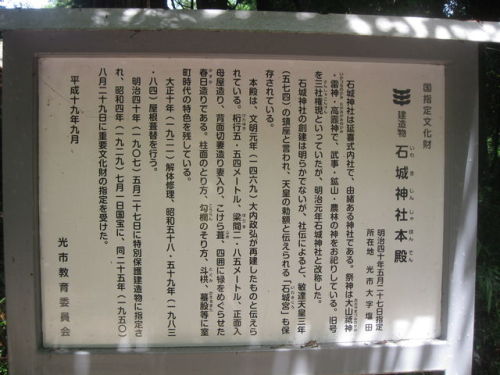 国指定文化財
建造物 石城神社本殿
いわ き じん じゃ ほん でん
明治四十年五月二十七日指定
所在地 光市大字塩田
石城神社は延喜式内社で、由緒ある神社である。祭神は大山祇神
・雷神・高龗神で、武事・鉱山・農林の神をお祀りしている。旧号
を三社権現といっていたが、明治元年石城神社と改称した。
石城神社の創建は明らかでないが、社伝によると、敏達天皇三年
(五七四)の鎮座と言われ、天皇の勅額と伝えられる「石城宮」も保
存されている。
本殿は、文明元年(一四六九)大内政弘が再建したものと伝えら
れている。桁行五・五四メートル、梁間二・八五メートル、正面入
母屋造り、背面切妻造り妻入り、こけら葺、四囲に縁をめぐらせた
春日造りである。柱面のとり方、勾欄のそり方、斗栱、蟇股等に室
町時代の特色を残している。
大正十年(一九二一)解体修理、昭和五十八・五十九年(一九八三
・八四)屋根葺替を行う。
明治四十年(一九〇七)五月二十七日に特別保護建造物に指定さ
れ、昭和四年(一九二九)七月一日国宝に、同二十五年(一九五〇)
八月二十九日に重要文化財の指定を受けた。
平成十九年九月
光市教育委員会